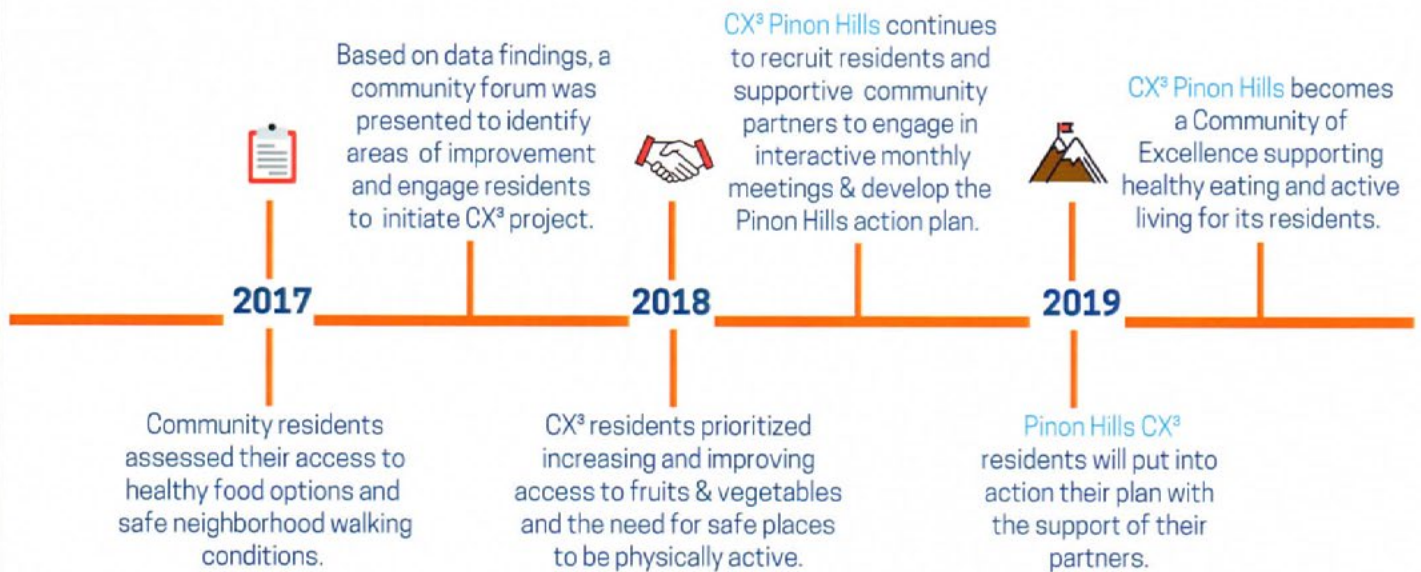 Based on data findings, a
community forum was
presented to identify
areas of improvement
and engage residents
to initiate CX³ project.
CX³ Pinon Hills continues
to recruit residents and
supportive community
partners to engage in
interactive monthly
meetings & develop the
Pinon Hills action plan.
CX³ Pinon Hills becomes
a Community of
Excellence supporting
healthy eating and active
living for its residents.
2017
2018
2019
Community residents
assessed their access to
healthy food options and
safe neighborhood walking
conditions.
CX³ residents prioritized
increasing and improving
access to fruits & vegetables
and the need for safe places
to be physically active.
Pinon Hills CX³
residents will put into
action their plan with
the support of their
partners.